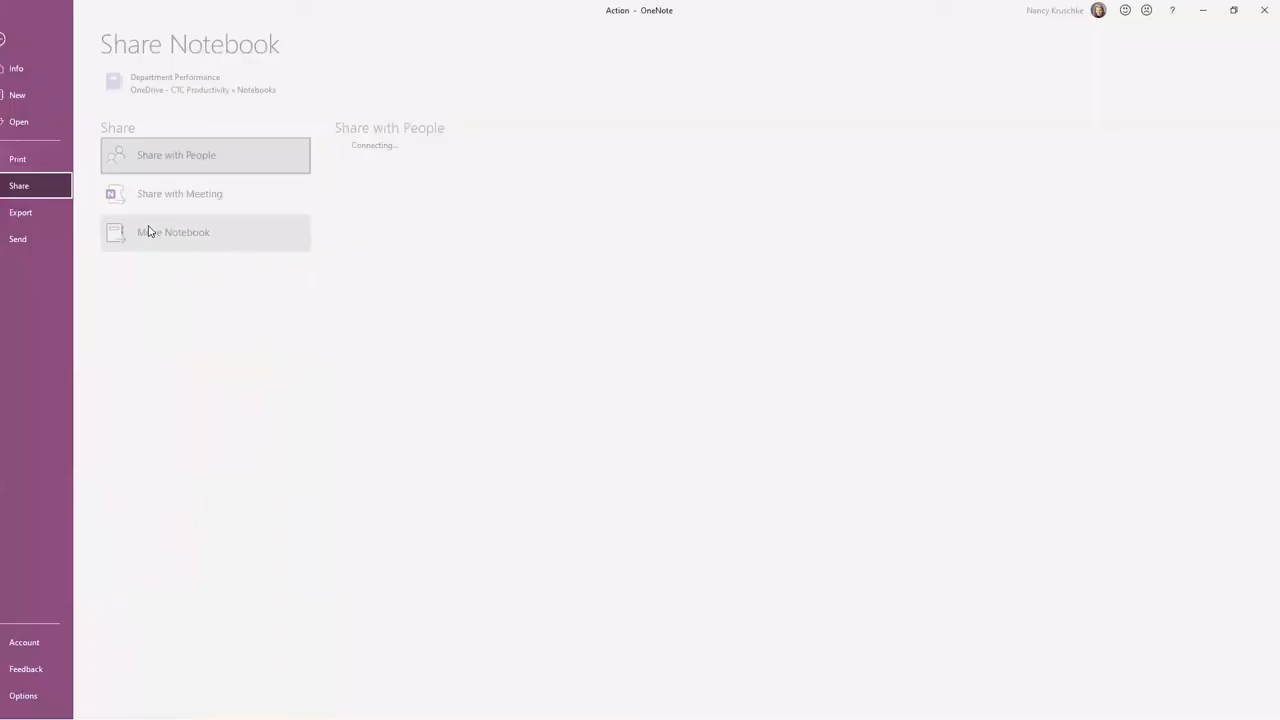 Action - OneNote
Nancy Kruschke
?
Share Notebook
Info
Department Performance
OneDrive - CTC Productivity » Notebooks
New
Open
Share
Share with People
Share with People
Connecting...
Print
Share
Share with Meeting
Export
Move Notebook
Send
Account
Feedback
Options